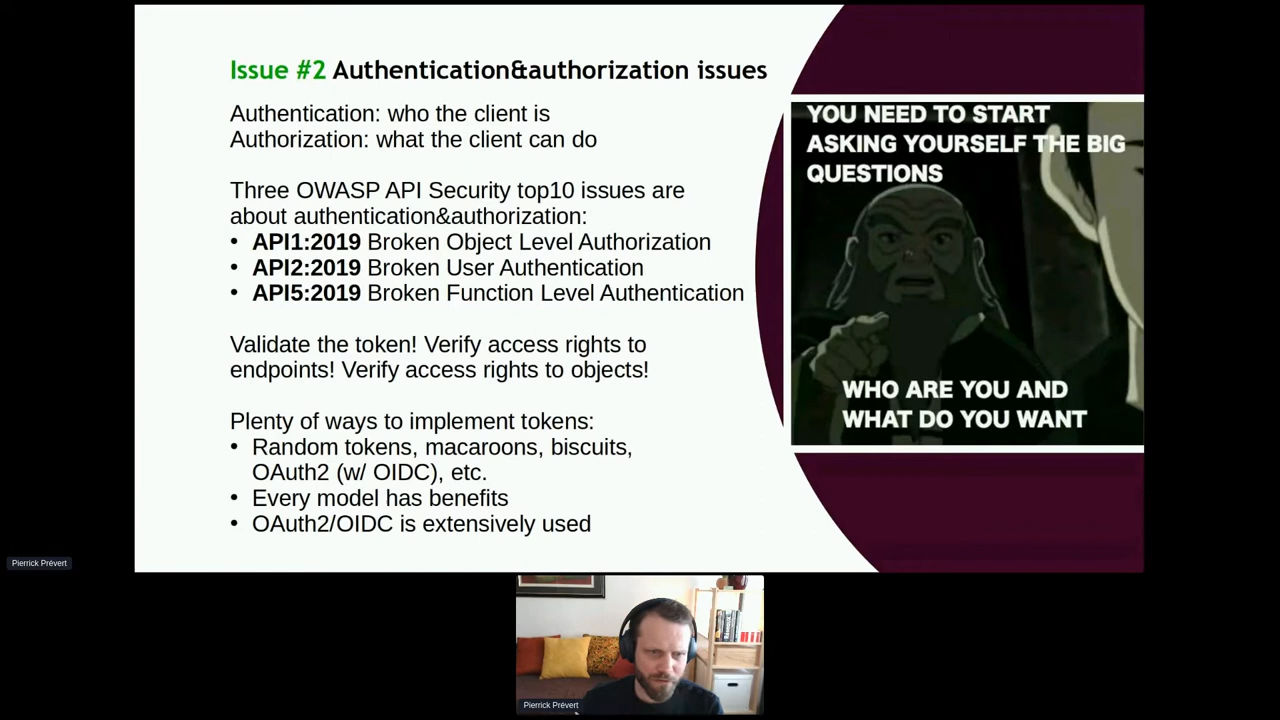 Issue #2 Authentication&authorization issues
Authentication: who the client is
Authorization: what the client can do
Three OWASP API Security top10 issues are
about authentication&authorization:
• API1:2019 Broken Object Level Authorization
• API2:2019 Broken User Authentication
• API5:2019 Broken Function Level Authentication
Validate the token! Verify access rights to
endpoints! Verify access rights to objects!
Plenty of ways to implement tokens:
• Random tokens, macaroons, biscuits,
OAuth2 (w/ OIDC), etc.
• Every model has benefits
• OAuth2/OIDC is extensively used
YOU NEED TO START
ASKING YOURSELF THE BIG
QUESTIONS
WHO ARE YOU AND
WHAT DO YOU WANT
Pierrick Prévert
Pierrick Prévert